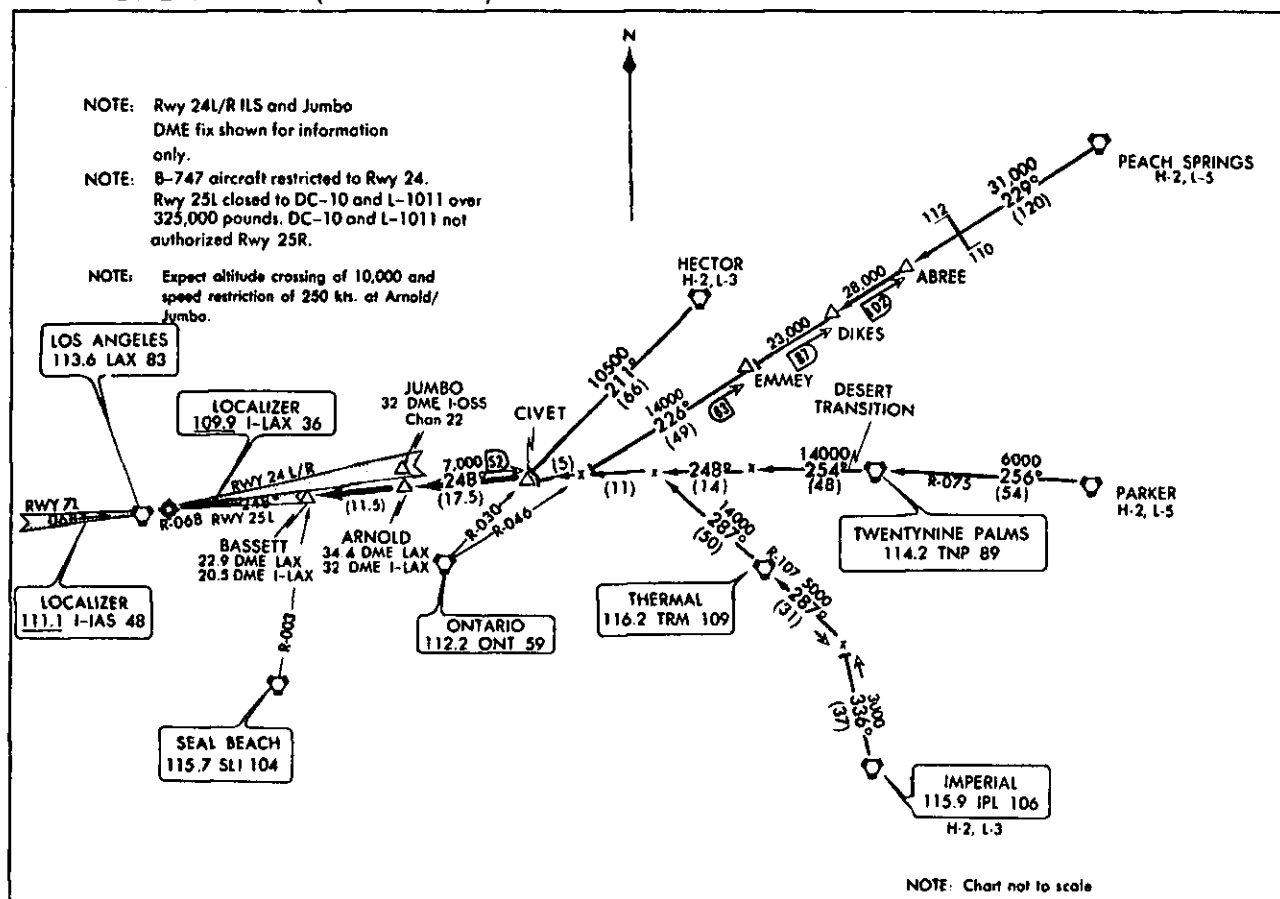 N
NOTE: Rwy 24L/R ILS and Jumbo
DME fix shown for information
only.
NOTE: B-747 aircraft restricted to Rwy 24.
Rwy 25L closed to DC-10 and L-1011 over
325,000 pounds. DC-10 and L-1011 not
authorized Rwy 25R.
NOTE: Expect altitude crossing of 10,000 and
speed restriction of 250 kts. at Arnold/
Jumbo.
PEACH SPRINGS
H-2, L-5
31,000
229°
(120)
112
110
ABREE
28,000
102
DIKES
23,000
87
EMMEY
14000
226°
(49)
63
HECTOR
H-2, L-3
10500
211°
(66)
LOS ANGELES
113.6 LAX 83
LOCALIZER
109.9 I-LAX 36
JUMBO
32 DME I-OSS
Chan 22
CIVET
DESERT
TRANSITION
RWY 24 L/R
7,000
52
248°
(17.5)
(5)
(11)
248°
(14)
14000
254°
(48)
R-075
6000
256°
(54)
PARKER
H-2, L-5
RWY 7L
068°
R-068
248°
RWY 25L
(11.5)
BASSETT
22.9 DME LAX
20.5 DME I-LAX
ARNOLD
34.4 DME LAX
32 DME I-LAX
R-030
R-046
14000
287°
(50)
TWENTYNINE PALMS
114.2 TNP 89
LOCALIZER
111.1 I-IAS 48
ONTARIO
112.2 ONT 59
THERMAL
116.2 TRM 109
R-107
5000
287°
(31)
R-003
SEAL BEACH
115.7 SLI 104
3000
336°
(37)
IMPERIAL
115.9 IPL 106
H-2, L-3
NOTE: Chart not to scale